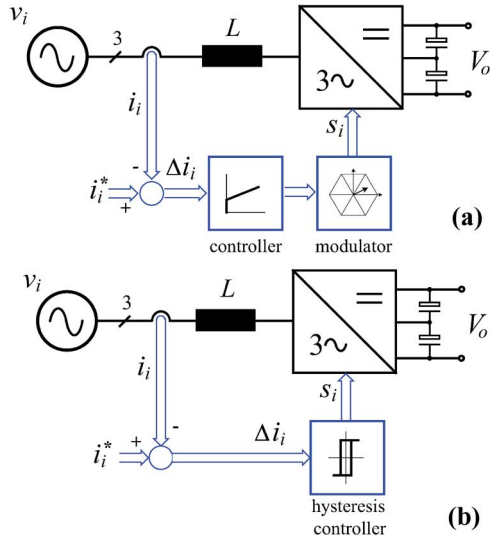 v_i
3
L
V_o
3∼
i_i
s_i
i_i^*
-
+
Δi_i
controller
modulator
(a)
v_i
3
L
V_o
3∼
i_i
s_i
i_i^*
+
-
Δi_i
hysteresis
controller
(b)